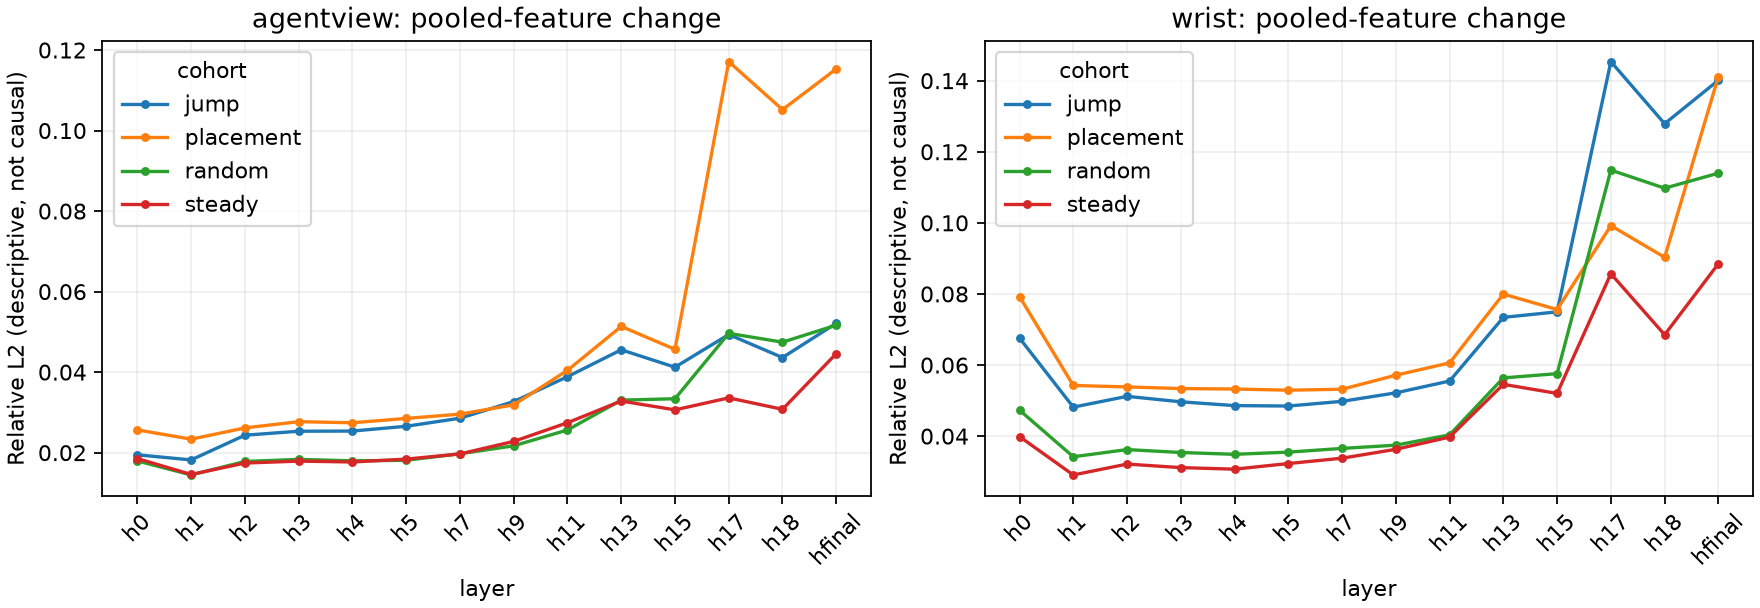 agentview: pooled-feature change
Relative L2 (descriptive, not causal)
0.12
0.10
0.08
0.06
0.04
0.02
cohort
jump
placement
random
steady
h0
h1
h2
h3
h4
h5
h7
h9
h11
h13
h15
h17
h18
hfinal
layer
wrist: pooled-feature change
Relative L2 (descriptive, not causal)
0.14
0.12
0.10
0.08
0.06
0.04
cohort
jump
placement
random
steady
h0
h1
h2
h3
h4
h5
h7
h9
h11
h13
h15
h17
h18
hfinal
layer